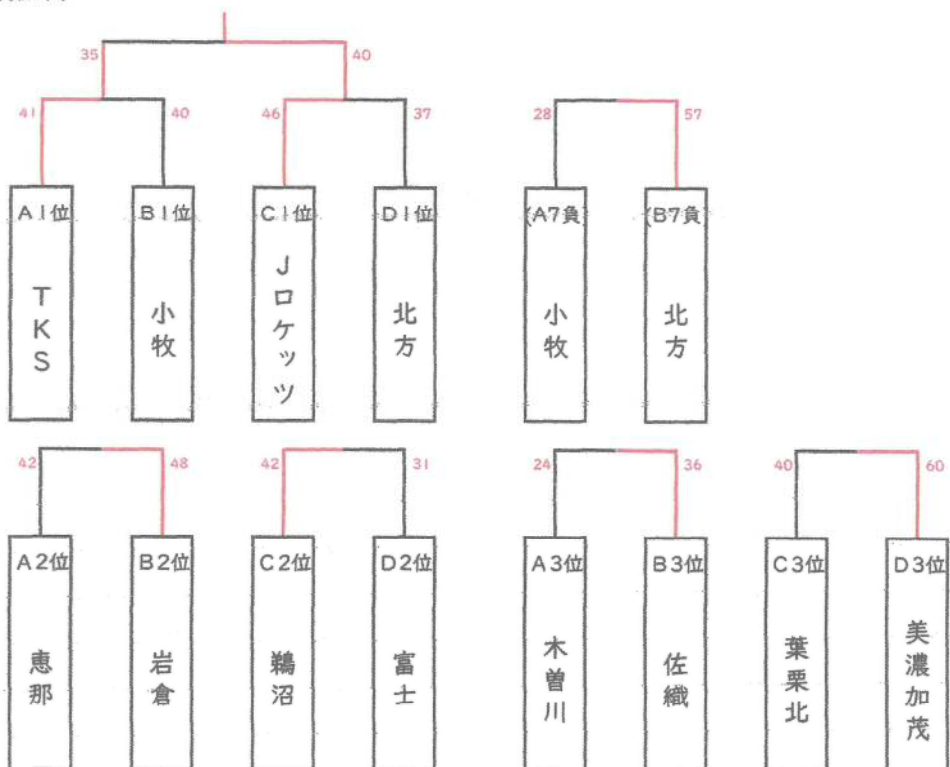 35 40
41 40 46 37 28 57
A1位 B1位 C1位 D1位 (A7負) (B7負)
TKS 小牧 Jロケッツ 北方 小牧 北方
42 48 42 31 24 36 40 60
A2位 B2位 C2位 D2位 A3位 B3位 C3位 D3位
恵那 岩倉 鵜沼 富士 木曽川 佐織 葉栗北 美濃加茂